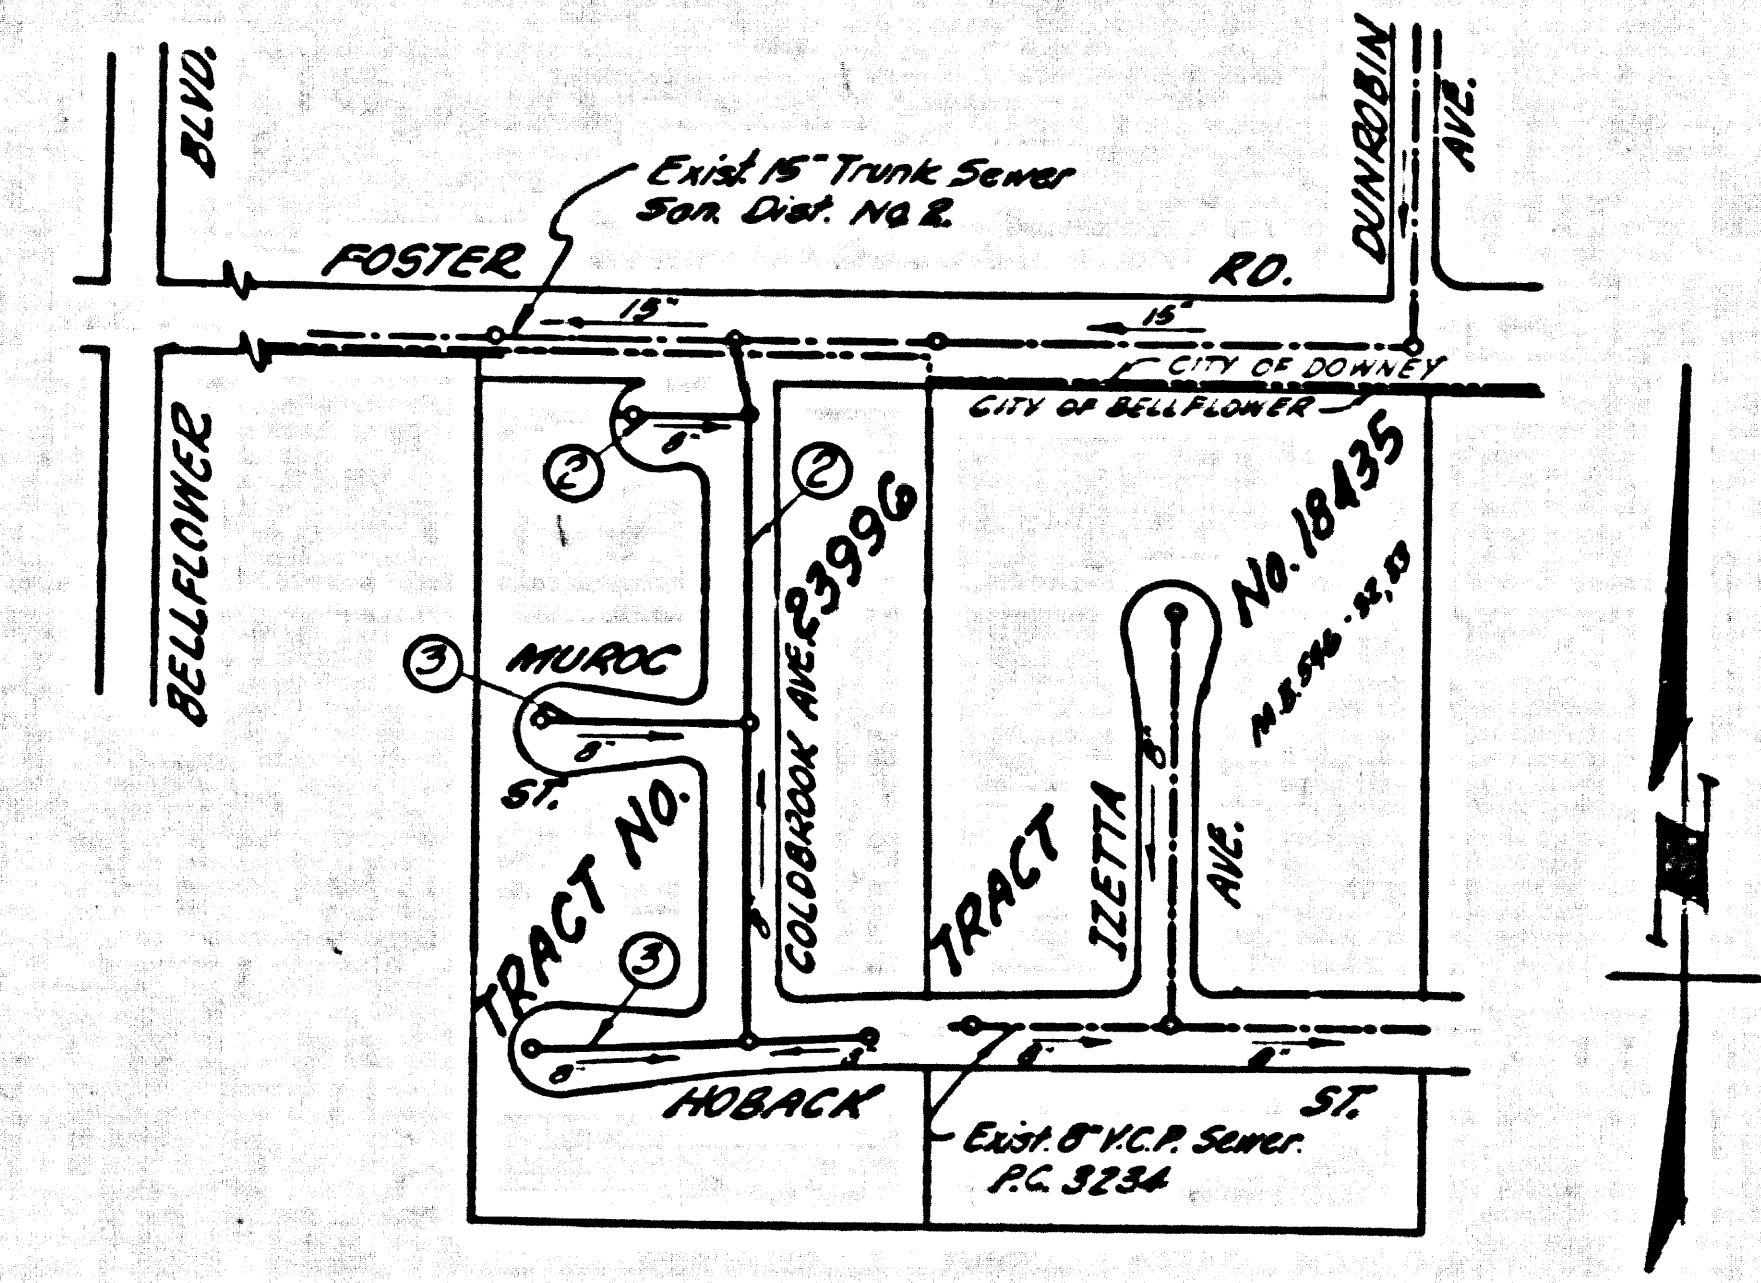 BLVD.
DUNROBIN
AVE.
Exist. 15" Trunk Sewer
San. Dist. No. 2.
FOSTER
RD.
15"
15"
CITY OF DOWNEY
CITY OF BELLFLOWER
BELLFLOWER
8"
2
2
TRACT No. 23996
TRACT No. 18435
M.B. 546 - 32, 33
3
MUROC
ST.
8"
COLDBROOK AVE.
8"
IZETTA
AVE.
8"
3
8"
8"
8"
8"
HOBACK
ST.
Exist. 8" V.C.P. Sewer.
P.C. 3234
N